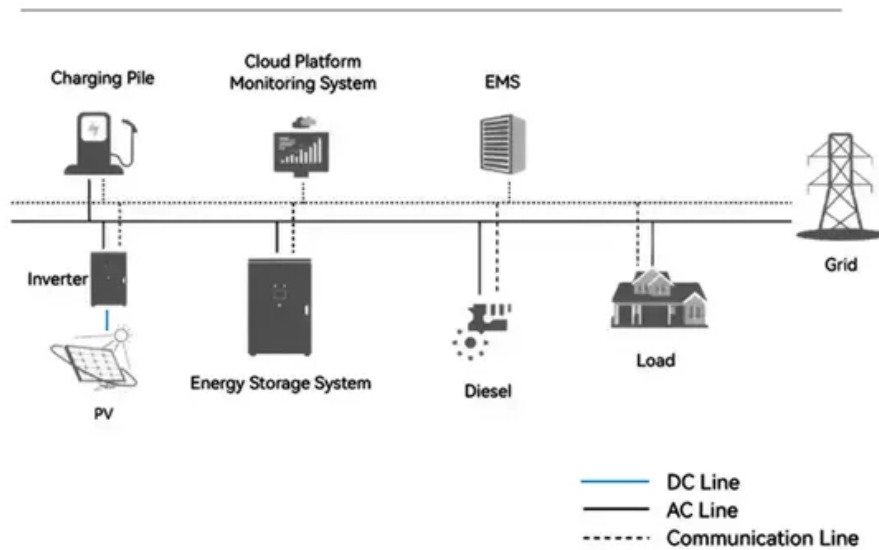 Charging Pile
Cloud Platform
Monitoring System
EMS
Grid
Inverter
PV
Energy Storage System
Diesel
Load
DC Line
AC Line
Communication Line